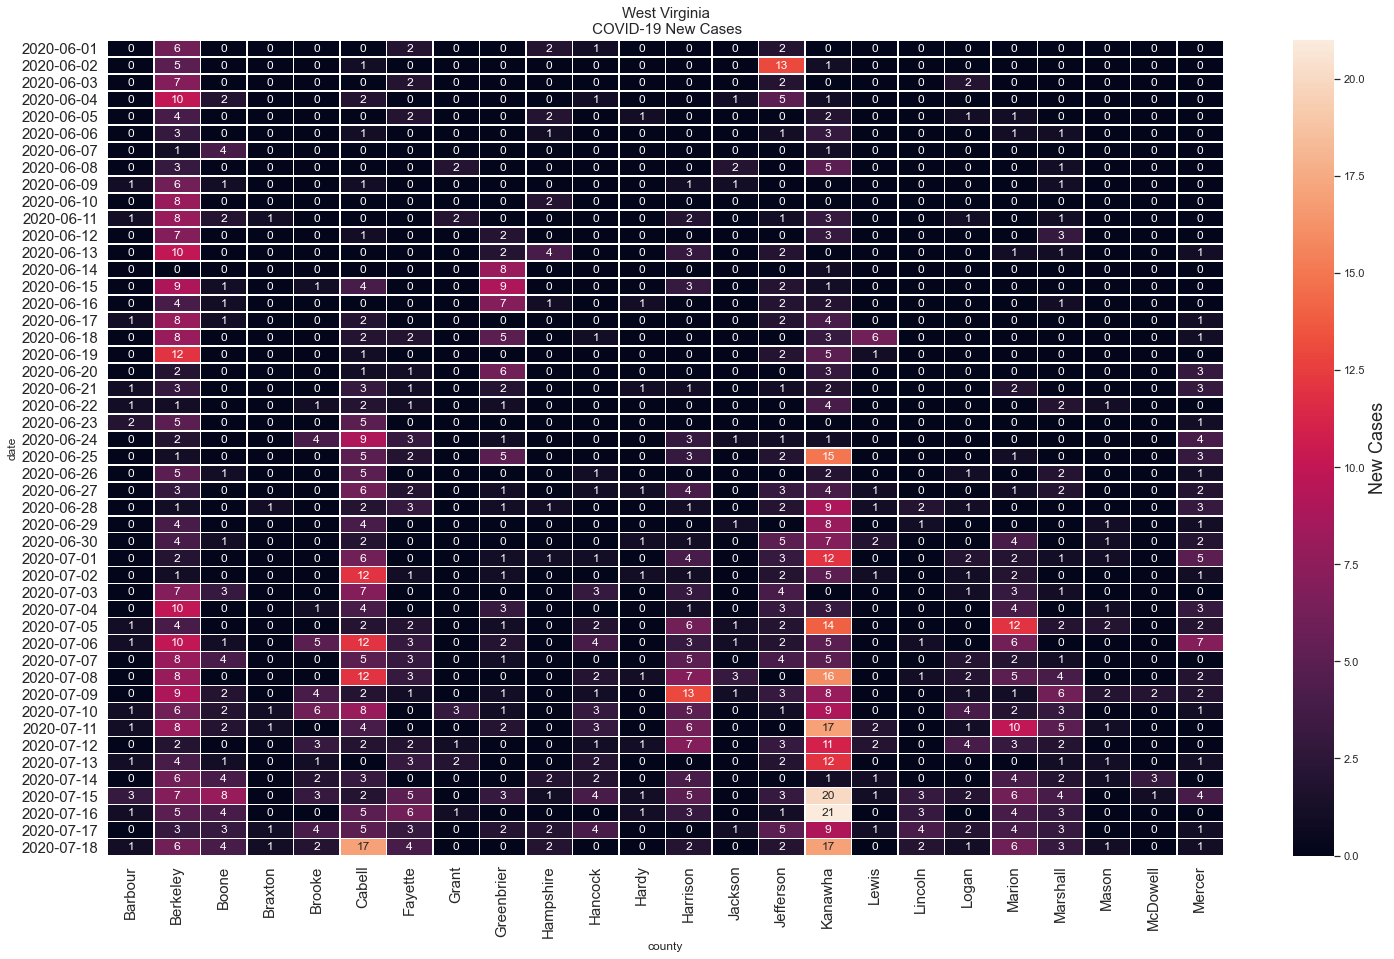 West Virginia
COVID-19 New Cases
2020-06-01 0 6 0 0 0 0 2 0 0 2 1 0 0 0 2 0 0 0 0 0 0 0 0 0
2020-06-02 0 5 0 0 0 1 0 0 0 0 0 0 0 0 13 1 0 0 0 0 0 0 0 0
2020-06-03 0 7 0 0 0 0 2 0 0 0 0 0 0 0 2 0 0 0 2 0 0 0 0 0
2020-06-04 0 10 2 0 0 2 0 0 0 0 1 0 0 1 5 1 0 0 0 0 0 0 0 0
2020-06-05 0 4 0 0 0 0 2 0 0 2 0 1 0 0 0 2 0 0 1 1 0 0 0 0
2020-06-06 0 3 0 0 0 1 0 0 0 1 0 0 0 0 1 3 0 0 0 1 1 0 0 0
2020-06-07 0 1 4 0 0 0 0 0 0 0 0 0 0 0 0 1 0 0 0 0 0 0 0 0
2020-06-08 0 3 0 0 0 0 0 2 0 0 0 0 0 2 0 5 0 0 0 0 1 0 0 0
2020-06-09 1 6 1 0 0 1 0 0 0 0 0 0 1 1 0 0 0 0 0 0 1 0 0 0
2020-06-10 0 8 0 0 0 0 0 0 0 2 0 0 0 0 0 0 0 0 0 0 0 0 0 0
2020-06-11 1 8 2 1 0 0 0 2 0 0 0 0 2 0 1 3 0 0 1 0 1 0 0 0
2020-06-12 0 7 0 0 0 1 0 0 2 0 0 0 0 0 0 3 0 0 0 0 3 0 0 0
2020-06-13 0 10 0 0 0 0 0 0 2 4 0 0 3 0 2 0 0 0 0 1 1 0 0 1
2020-06-14 0 0 0 0 0 0 0 0 8 0 0 0 0 0 0 1 0 0 0 0 0 0 0 0
2020-06-15 0 9 1 0 1 4 0 0 9 0 0 0 3 0 2 1 0 0 0 0 0 0 0 0
2020-06-16 0 4 1 0 0 0 0 0 7 1 0 1 0 0 2 2 0 0 0 0 1 0 0 0
2020-06-17 1 8 1 0 0 2 0 0 0 0 0 0 0 0 2 4 0 0 0 0 0 0 0 1
2020-06-18 0 8 0 0 0 2 2 0 5 0 1 0 0 0 0 3 6 0 0 0 0 0 0 1
2020-06-19 0 12 0 0 0 1 0 0 0 0 0 0 0 0 2 5 1 0 0 0 0 0 0 0
2020-06-20 0 2 0 0 0 1 1 0 6 0 0 0 0 0 0 3 0 0 0 0 0 0 0 3
2020-06-21 1 3 0 0 0 3 1 0 2 0 0 1 1 0 1 2 0 0 0 2 0 0 0 3
2020-06-22 1 1 0 0 1 2 1 0 1 0 0 0 0 0 0 4 0 0 0 0 2 1 0 0
2020-06-23 2 5 0 0 0 5 0 0 0 0 0 0 0 0 0 0 0 0 0 0 0 0 0 1
2020-06-24 0 2 0 0 4 9 3 0 1 0 0 0 3 1 1 1 0 0 0 0 0 0 0 4
2020-06-25 0 1 0 0 0 5 2 0 5 0 0 0 3 0 2 15 0 0 0 1 0 0 0 3
2020-06-26 0 5 1 0 0 5 0 0 0 0 1 0 0 0 0 2 0 0 1 0 2 0 0 1
2020-06-27 0 3 0 0 0 6 2 0 1 0 1 1 4 0 3 4 1 0 0 1 2 0 0 2
2020-06-28 0 1 0 1 0 2 3 0 1 1 0 0 1 0 2 9 1 2 1 0 0 0 0 3
2020-06-29 0 4 0 0 0 4 0 0 0 0 0 0 0 1 0 8 0 1 0 0 0 1 0 1
2020-06-30 0 4 1 0 0 2 0 0 0 0 0 1 1 0 5 7 2 0 0 4 0 1 0 2
2020-07-01 0 2 0 0 0 6 0 0 1 1 1 0 4 0 3 12 0 0 2 2 1 1 0 5
2020-07-02 0 1 0 0 0 12 1 0 1 0 0 1 1 0 2 5 1 0 1 2 0 0 0 1
2020-07-03 0 7 3 0 0 7 0 0 0 0 3 0 3 0 4 0 0 0 1 3 1 0 0 0
2020-07-04 0 10 0 0 1 4 0 0 3 0 0 0 1 0 3 3 0 0 0 4 0 1 0 3
2020-07-05 1 4 0 0 0 2 2 0 1 0 2 0 6 1 2 14 0 0 0 12 2 2 0 2
2020-07-06 1 10 1 0 5 12 3 0 2 0 4 0 3 1 2 5 0 1 0 6 0 0 0 7
2020-07-07 0 8 4 0 0 5 3 0 1 0 0 0 5 0 4 5 0 0 2 2 1 0 0 0
2020-07-08 0 8 0 0 0 12 3 0 0 0 2 1 7 3 0 16 0 1 2 5 4 0 0 2
2020-07-09 0 9 2 0 4 2 1 0 1 0 1 0 13 1 3 8 0 0 1 1 6 2 2 2
2020-07-10 1 6 2 1 6 8 0 3 1 0 3 0 5 0 1 9 0 0 4 2 3 0 0 1
2020-07-11 1 8 2 1 0 4 0 0 2 0 3 0 6 0 0 17 2 0 1 10 5 1 0 0
2020-07-12 0 2 0 0 3 2 2 1 0 0 1 1 7 0 3 11 2 0 4 3 2 0 0 0
2020-07-13 1 4 1 0 1 0 3 2 0 0 2 0 0 0 2 12 0 0 0 0 1 1 0 1
2020-07-14 0 6 4 0 2 3 0 0 0 2 2 0 4 0 0 1 1 0 0 4 2 1 3 0
2020-07-15 3 7 8 0 3 2 5 0 3 1 4 1 5 0 3 20 1 3 2 6 4 0 1 4
2020-07-16 1 5 4 0 0 5 6 1 0 0 0 1 3 0 1 21 0 3 0 4 3 0 0 0
2020-07-17 0 3 3 1 4 5 3 0 2 2 4 0 0 1 5 9 1 4 2 4 3 0 0 1
2020-07-18 1 6 4 1 2 17 4 0 0 2 0 0 2 0 2 17 0 2 1 6 3 1 0 1
date
Barbour Berkeley Boone Braxton Brooke Cabell Fayette Grant Greenbrier Hampshire Hancock Hardy Harrison Jackson Jefferson Kanawha Lewis Lincoln Logan Marion Marshall Mason McDowell Mercer
county
20.0
17.5
15.0
12.5
10.0
7.5
5.0
2.5
0.0
New Cases